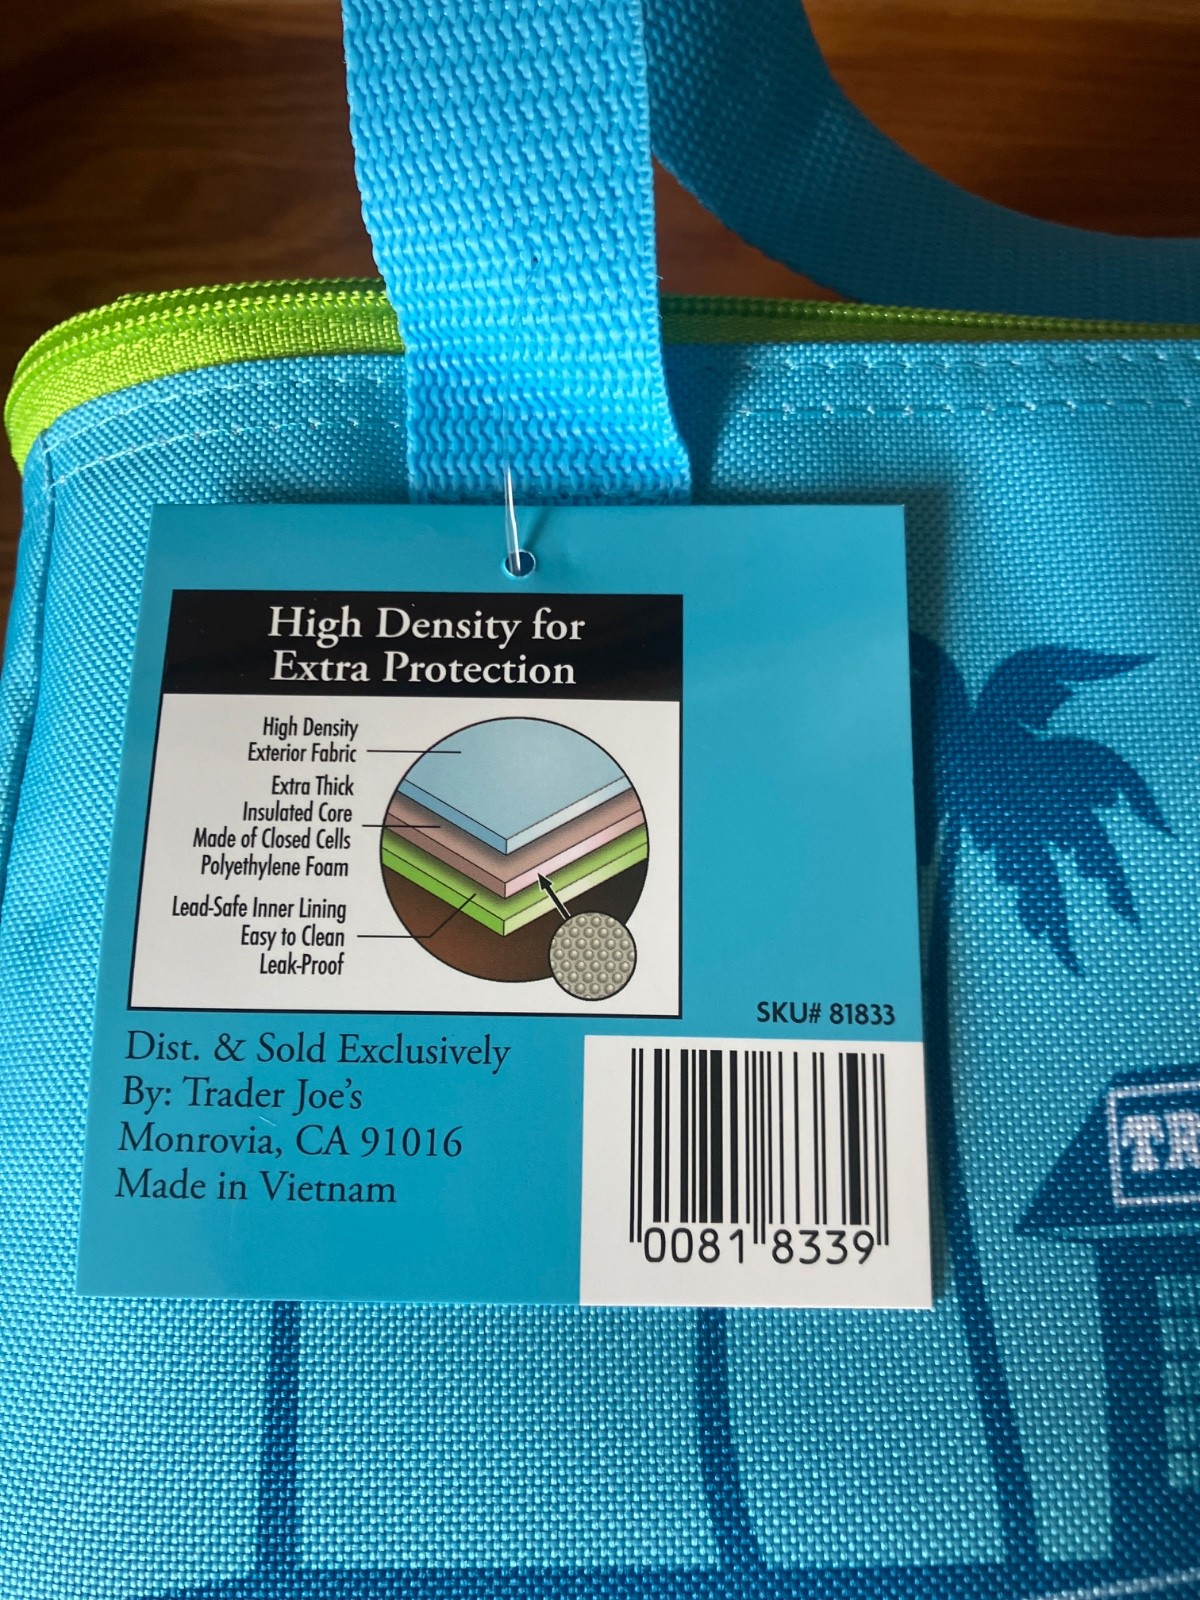 High Density for
Extra Protection
High Density
Exterior Fabric
Extra Thick
Insulated Core
Made of Closed Cells
Polyethylene Foam
Lead-Safe Inner Lining
Easy to Clean
Leak-Proof
SKU# 81833
Dist. & Sold Exclusively
By: Trader Joe's
Monrovia, CA 91016
Made in Vietnam
0081 8339
TR